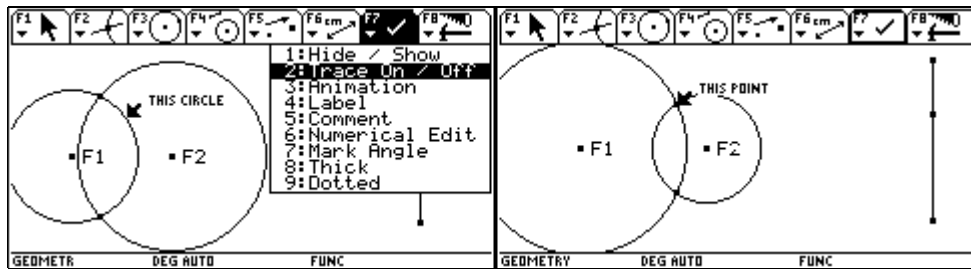 F1 F2 F3 F4 F5 F6 cm F7 F8
1:Hide / Show
2:Trace On / Off
3:Animation
4:Label
5:Comment
6:Numerical Edit
7:Mark Angle
8:Thick
9:Dotted
THIS CIRCLE
F1
F2
GEOMETR DEG AUTO FUNC
F1 F2 F3 F4 F5 F6 cm F7 F8
THIS POINT
F1
F2
GEOMETRY DEG AUTO FUNC